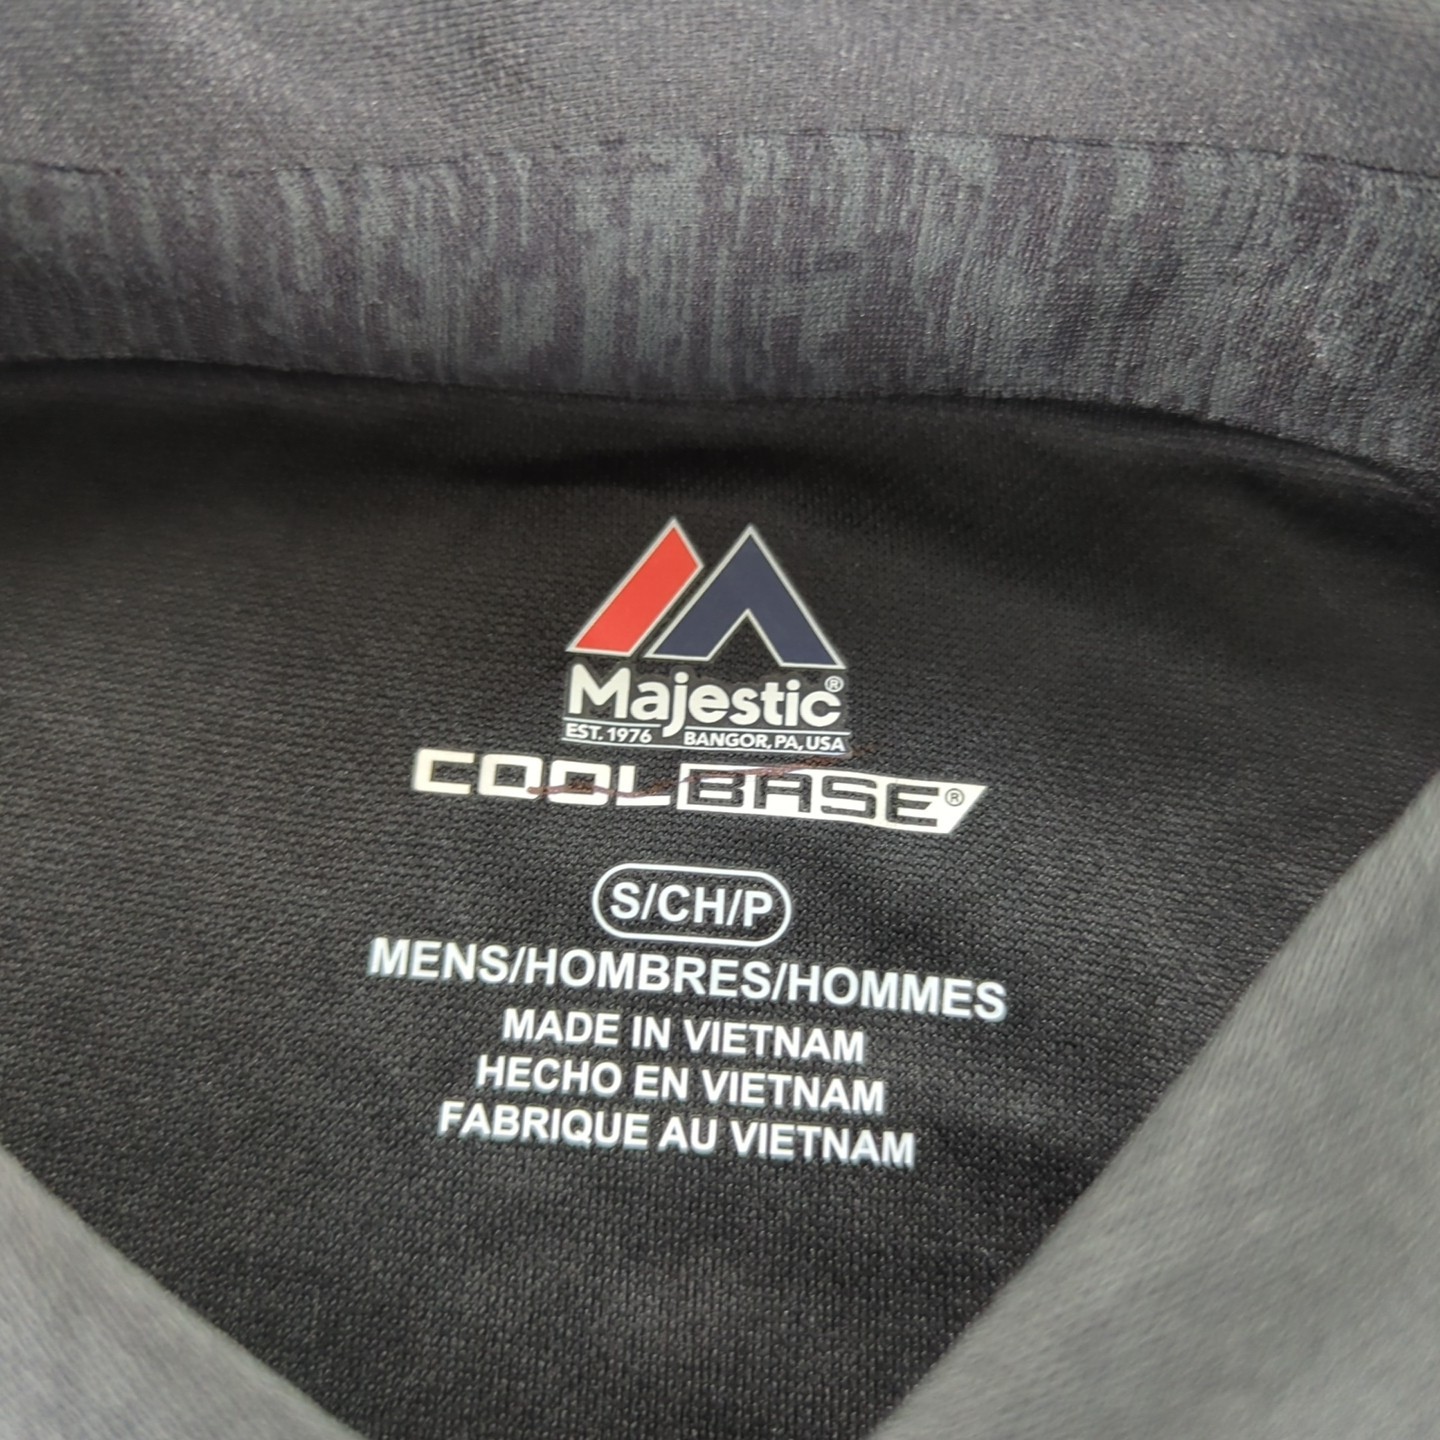 Majestic®
EST. 1976 BANGOR, PA, USA
COOLBASE®
S/CH/P
MENS/HOMBRES/HOMMES
MADE IN VIETNAM
HECHO EN VIETNAM
FABRIQUE AU VIETNAM